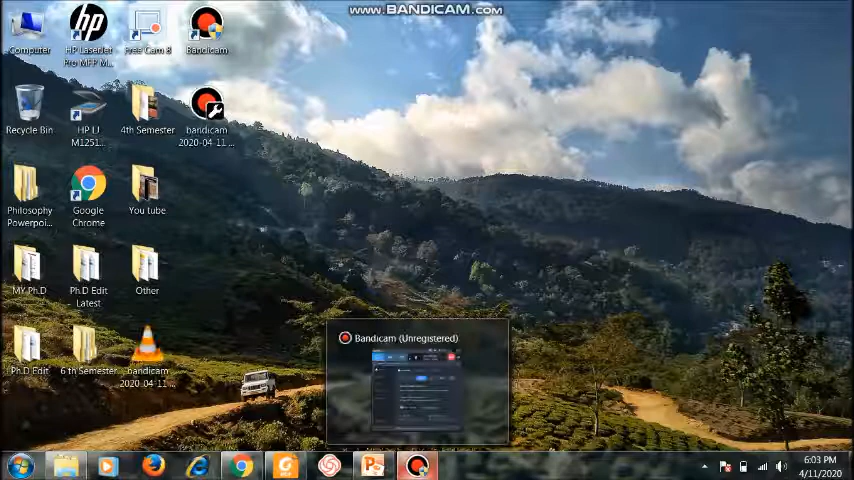 www.BANDICAM.com
Computer
HP LaserJet
Pro MFP M...
Free Cam 8
Bandicam
Recycle Bin
HP LJ
M1251...
4th Semester
bandicam
2020-04-11 ...
Philosophy
Powerpoi...
Google
Chrome
You tube
MY Ph.D
Ph.D Edit
Latest
Other
Ph.D Edit
6 th Semester
bandicam
2020-04-11 ...
Bandicam (Unregistered)
6:03 PM
4/11/2020